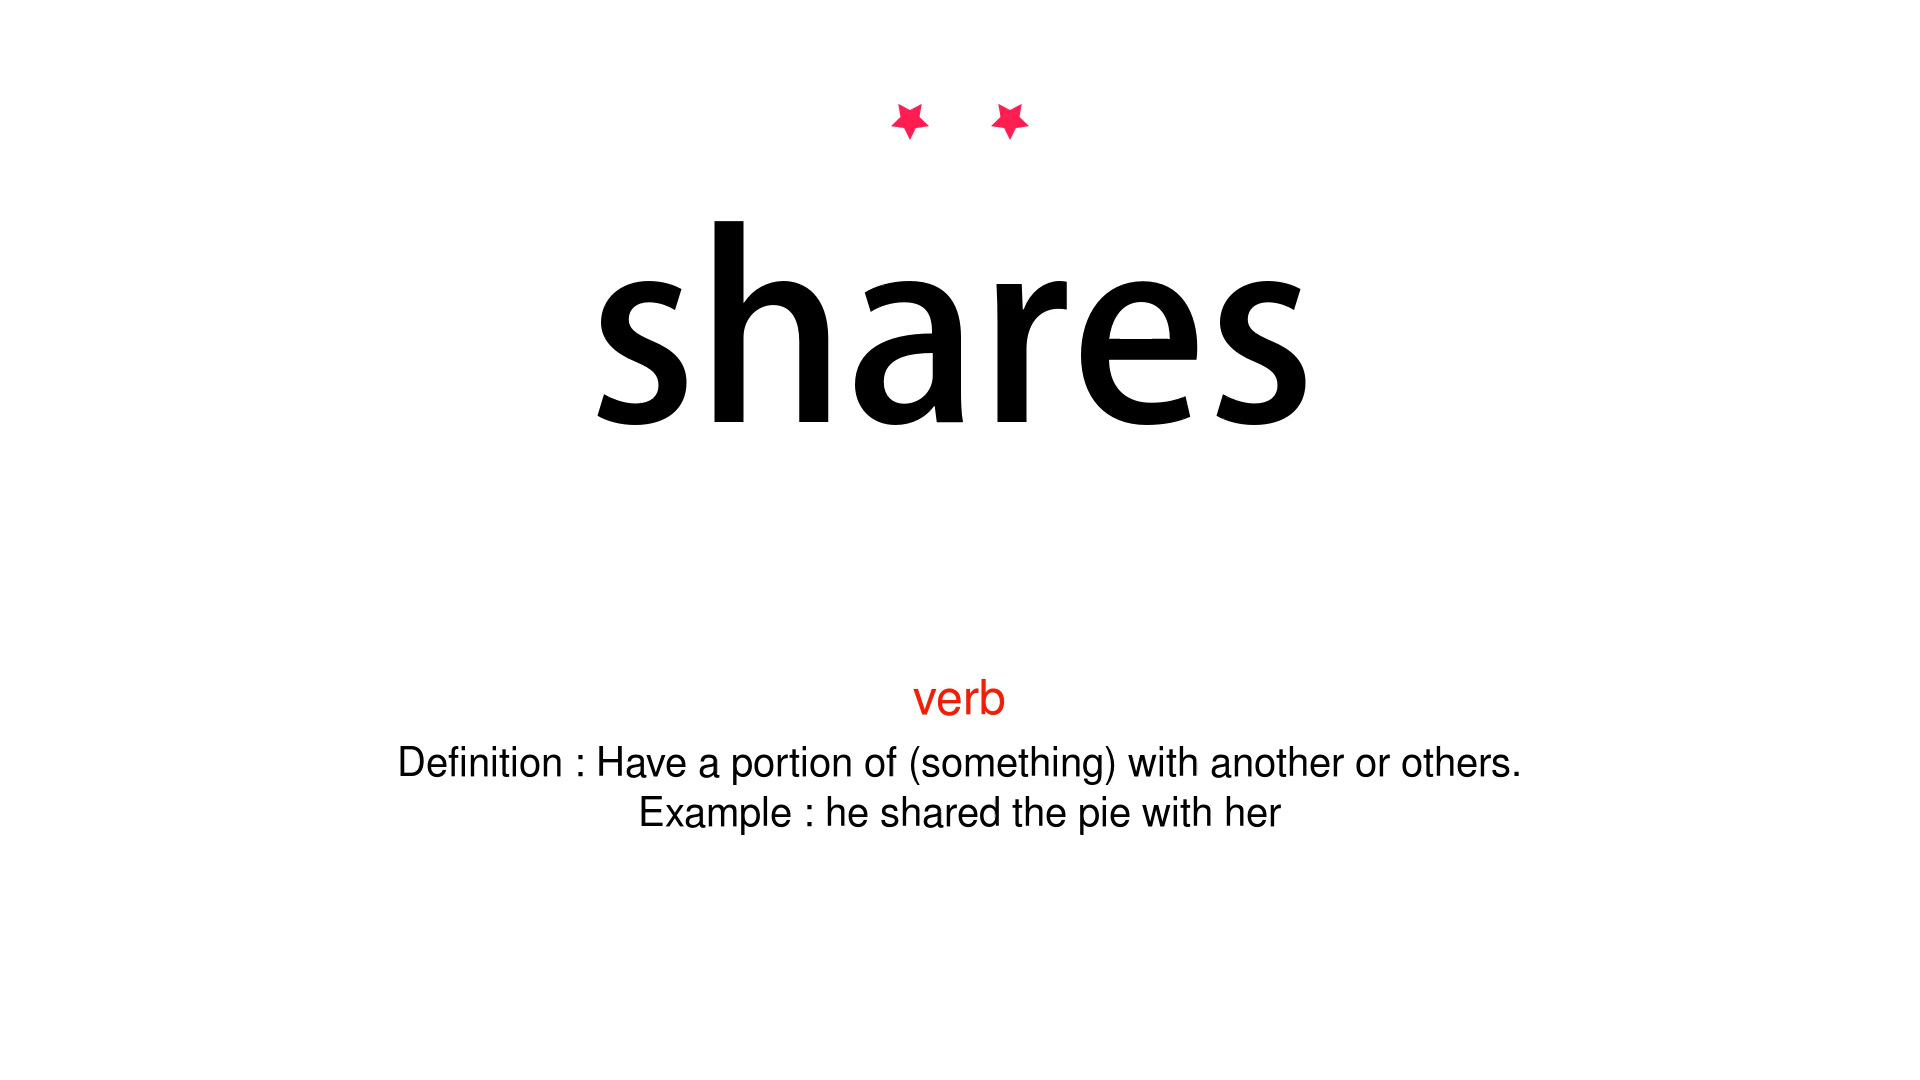 shares
verb
Definition : Have a portion of (something) with another or others.
Example : he shared the pie with her